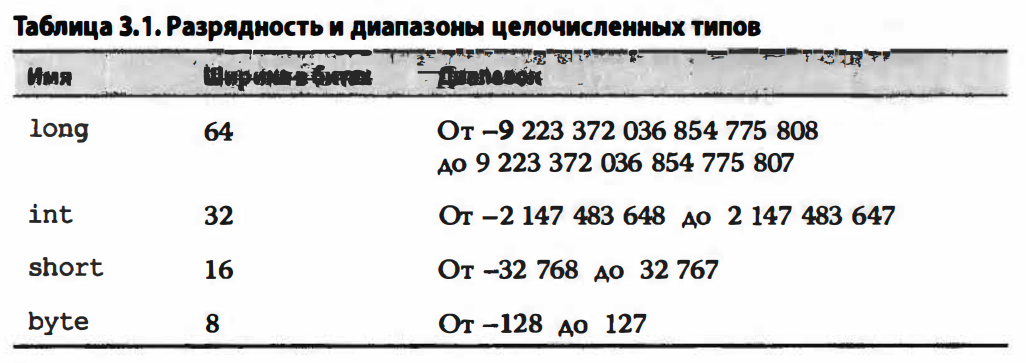 Таблица 3.1. Разрядность и диапазоны целочисленных типов
Имя Ширина в битах Диапазон
long 64 От –9 223 372 036 854 775 808
до 9 223 372 036 854 775 807
int 32 От –2 147 483 648 до 2 147 483 647
short 16 От –32 768 до 32 767
byte 8 От –128 до 127